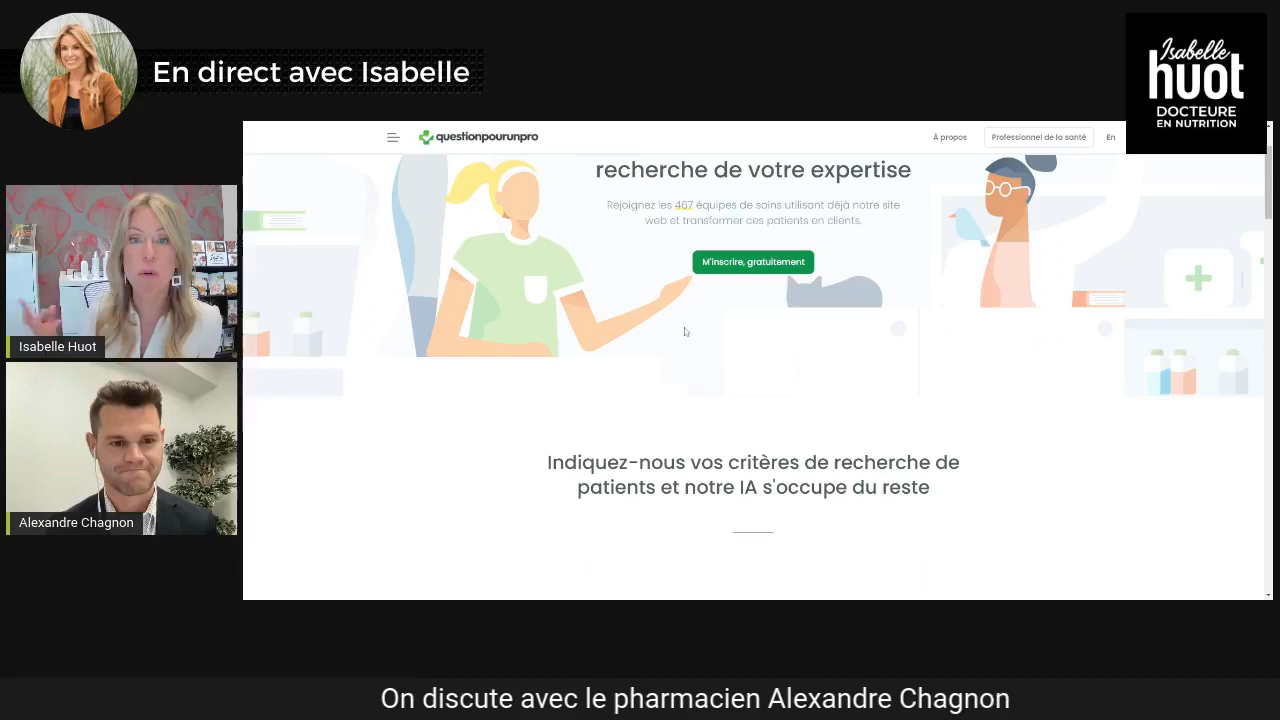 En direct avec Isabelle
Isabelle
huot
DOCTEURE
EN NUTRITION
questionpourunpro
À propos
Professionnel de la santé
En
recherche de votre expertise
Rejoignez les 467 équipes de soins utilisant déjà notre site
web et transformer ces patients en clients.
M'inscrire, gratuitement
Isabelle Huot
Indiquez-nous vos critères de recherche de
patients et notre IA s'occupe du reste
Alexandre Chagnon
On discute avec le pharmacien Alexandre Chagnon